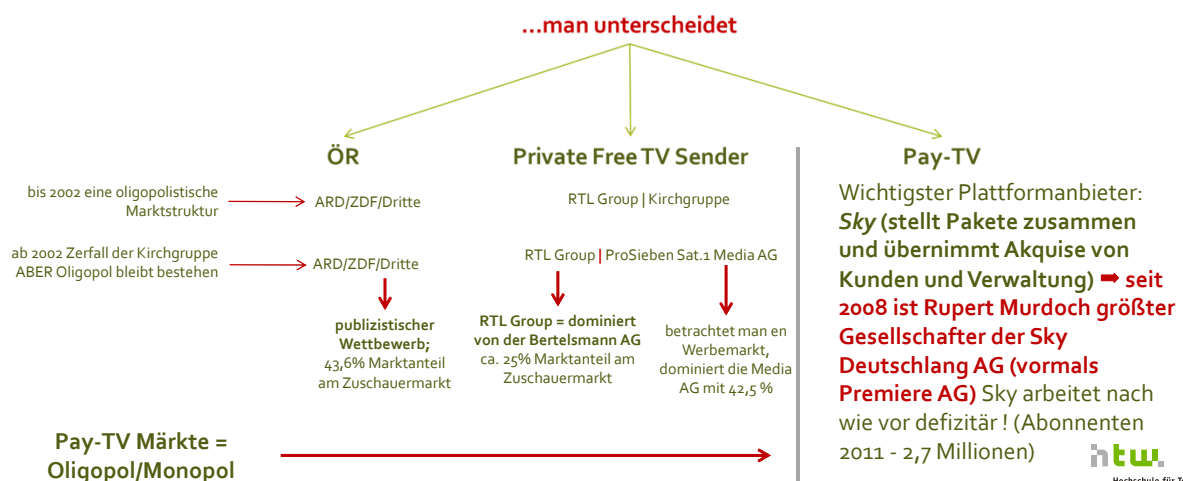 ...man unterscheidet
ÖR
Private Free TV Sender
Pay-TV
bis 2002 eine oligopolistische
Marktstruktur
ARD/ZDF/Dritte
RTL Group | Kirchgruppe
ab 2002 Zerfall der Kirchgruppe
ABER Oligopol bleibt bestehen
ARD/ZDF/Dritte
RTL Group | ProSieben Sat.1 Media AG
publizistischer
Wettbewerb;
43,6% Marktanteil
am Zuschauermarkt
RTL Group = dominiert
von der Bertelsmann AG
ca. 25% Marktanteil am
Zuschauermarkt
betrachtet man en
Werbemarkt,
dominiert die Media
AG mit 42,5 %
Wichtigster Plattformanbieter:
Sky (stellt Pakete zusammen
und übernimmt Akquise von
Kunden und Verwaltung) ➡ seit
2008 ist Rupert Murdoch größter
Gesellschafter der Sky
Deutschlang AG (vormals
Premiere AG) Sky arbeitet nach
wie vor defizitär ! (Abonnenten
2011 - 2,7 Millionen)
Pay-TV Märkte =
Oligopol/Monopol
htw.
Hochschule für